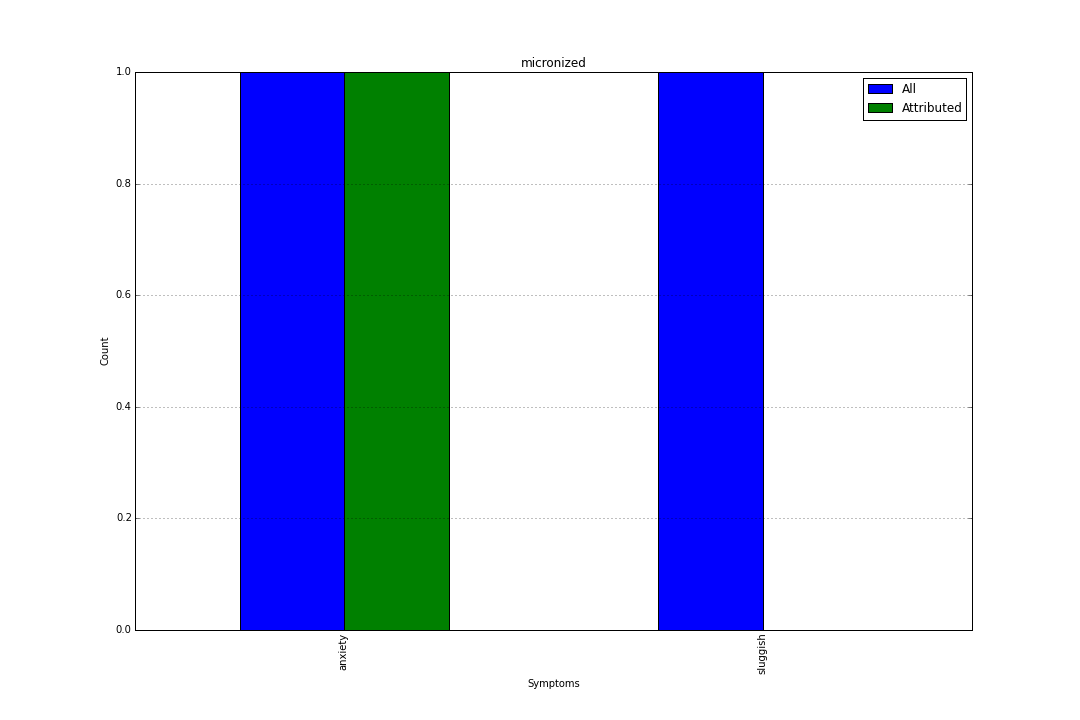 micronized
All
Attributed
1.0
0.8
0.6
0.4
0.2
0.0
Count
anxiety
sluggish
Symptoms